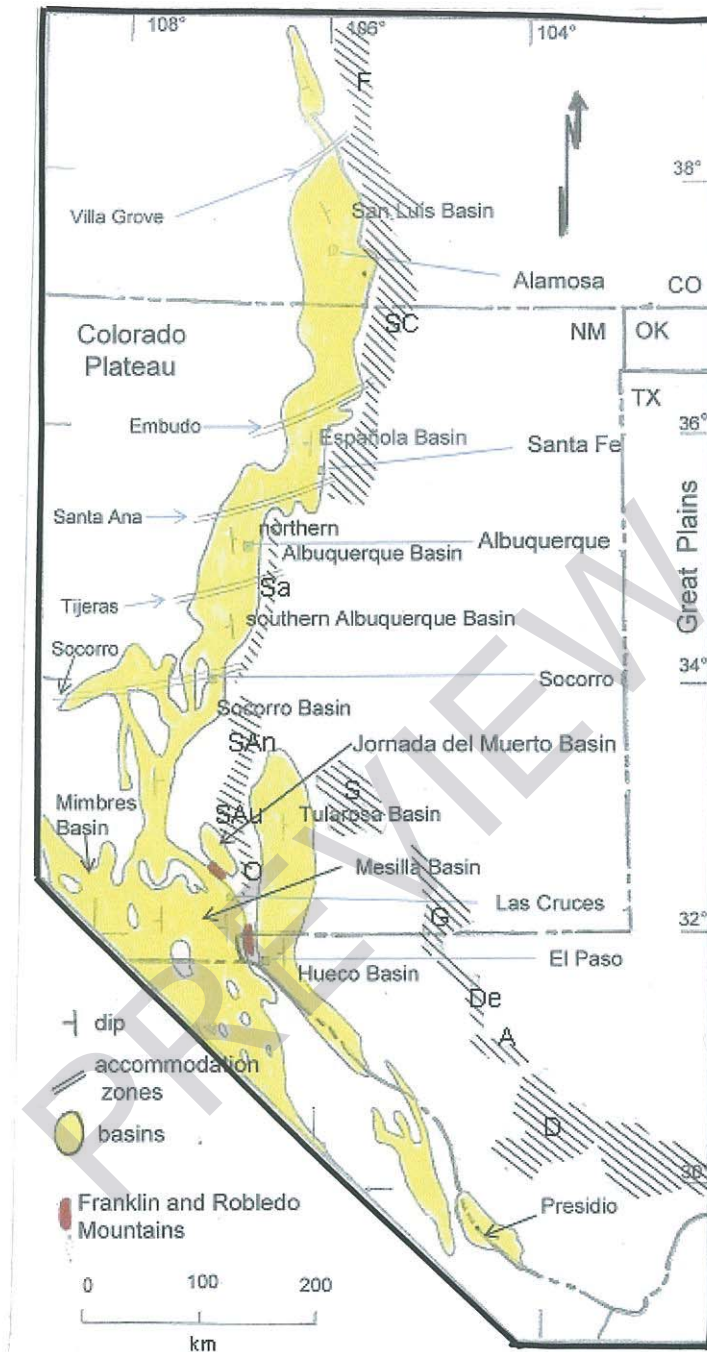 108°
106°
104°
F
N
38°
Villa Grove
San Luis Basin
Alamosa
CO
SC
Colorado
Plateau
NM
OK
TX
Embudo
36°
Española Basin
Santa Fe
Santa Ana
northern
Albuquerque Basin
Albuquerque
Great Plains
Sa
Tijeras
southern Albuquerque Basin
Socorro
34°
Socorro
Socorro Basin
SAn
Jornada del Muerto Basin
S
Mimbres
Basin
SAu
Tularosa Basin
O
Mesilla Basin
Las Cruces
G
32°
El Paso
Hueco Basin
De
dip
A
accommodation
zones
D
basins
30
Franklin and Robledo
Mountains
Presidio
0
100
200
km
PREVIEW